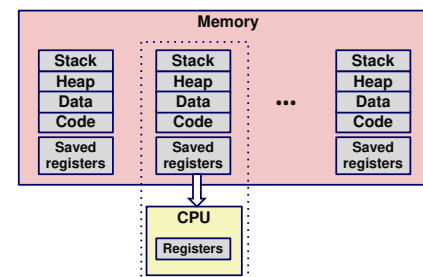 Memory
Stack
Heap
Data
Code
Saved
registers
Stack
Heap
Data
Code
Saved
registers
...
Stack
Heap
Data
Code
Saved
registers
CPU
Registers